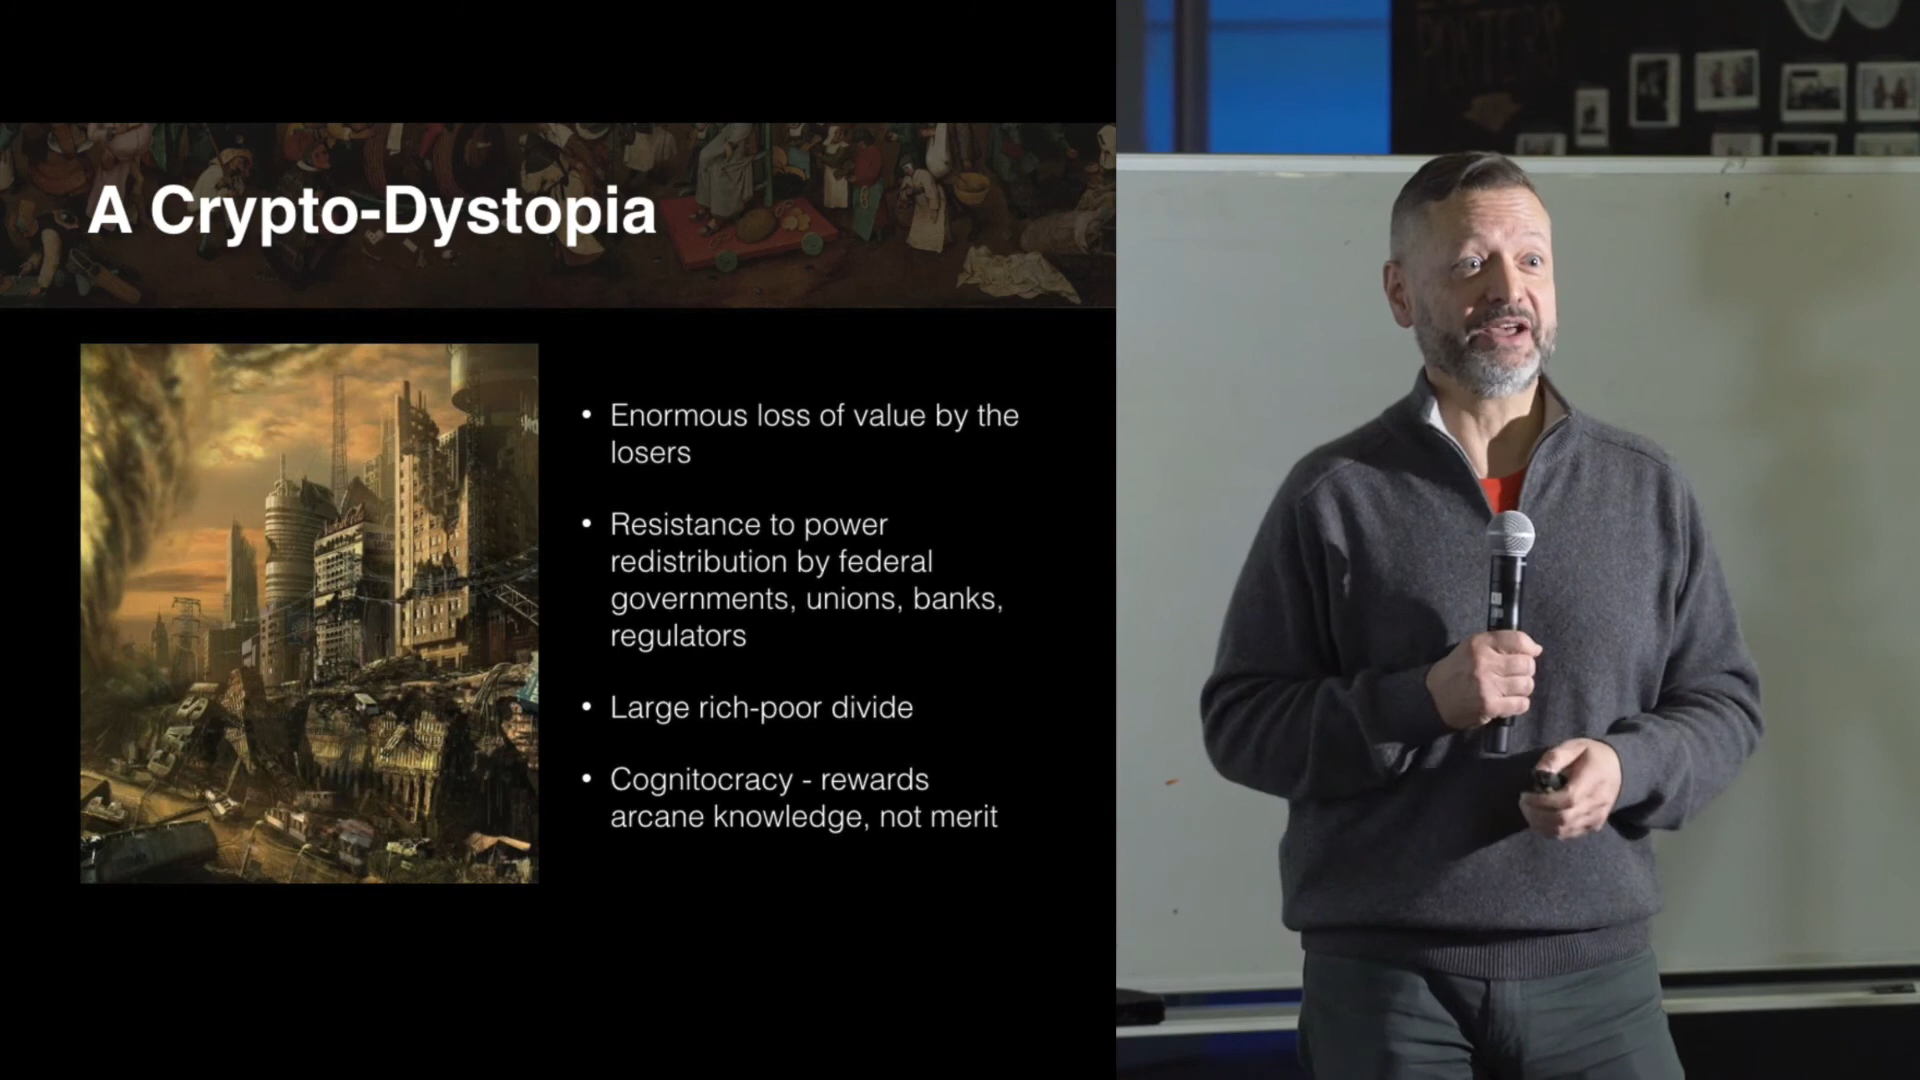 A Crypto-Dystopia
• Enormous loss of value by the
losers
• Resistance to power
redistribution by federal
governments, unions, banks,
regulators
• Large rich-poor divide
• Cognitocracy - rewards
arcane knowledge, not merit